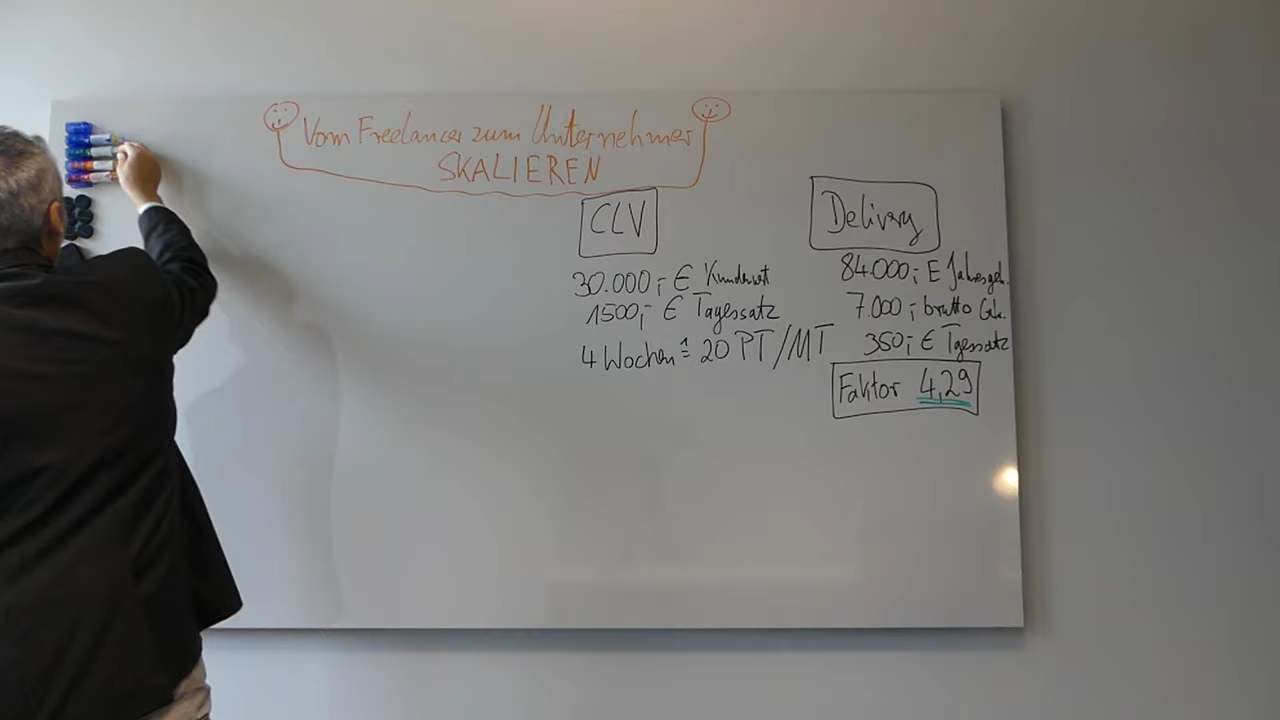 Vom Freelancer zum Unternehmer
SKALIEREN
CLV
30.000,- € Kundenwert
1500,- € Tagessatz
4 Wochen ≙ 20 PT/MT
Delivery
84.000,- € Jahresgeh.
7.000,- brutto Geh.
350,- € Tgessatz
Faktor 4,29